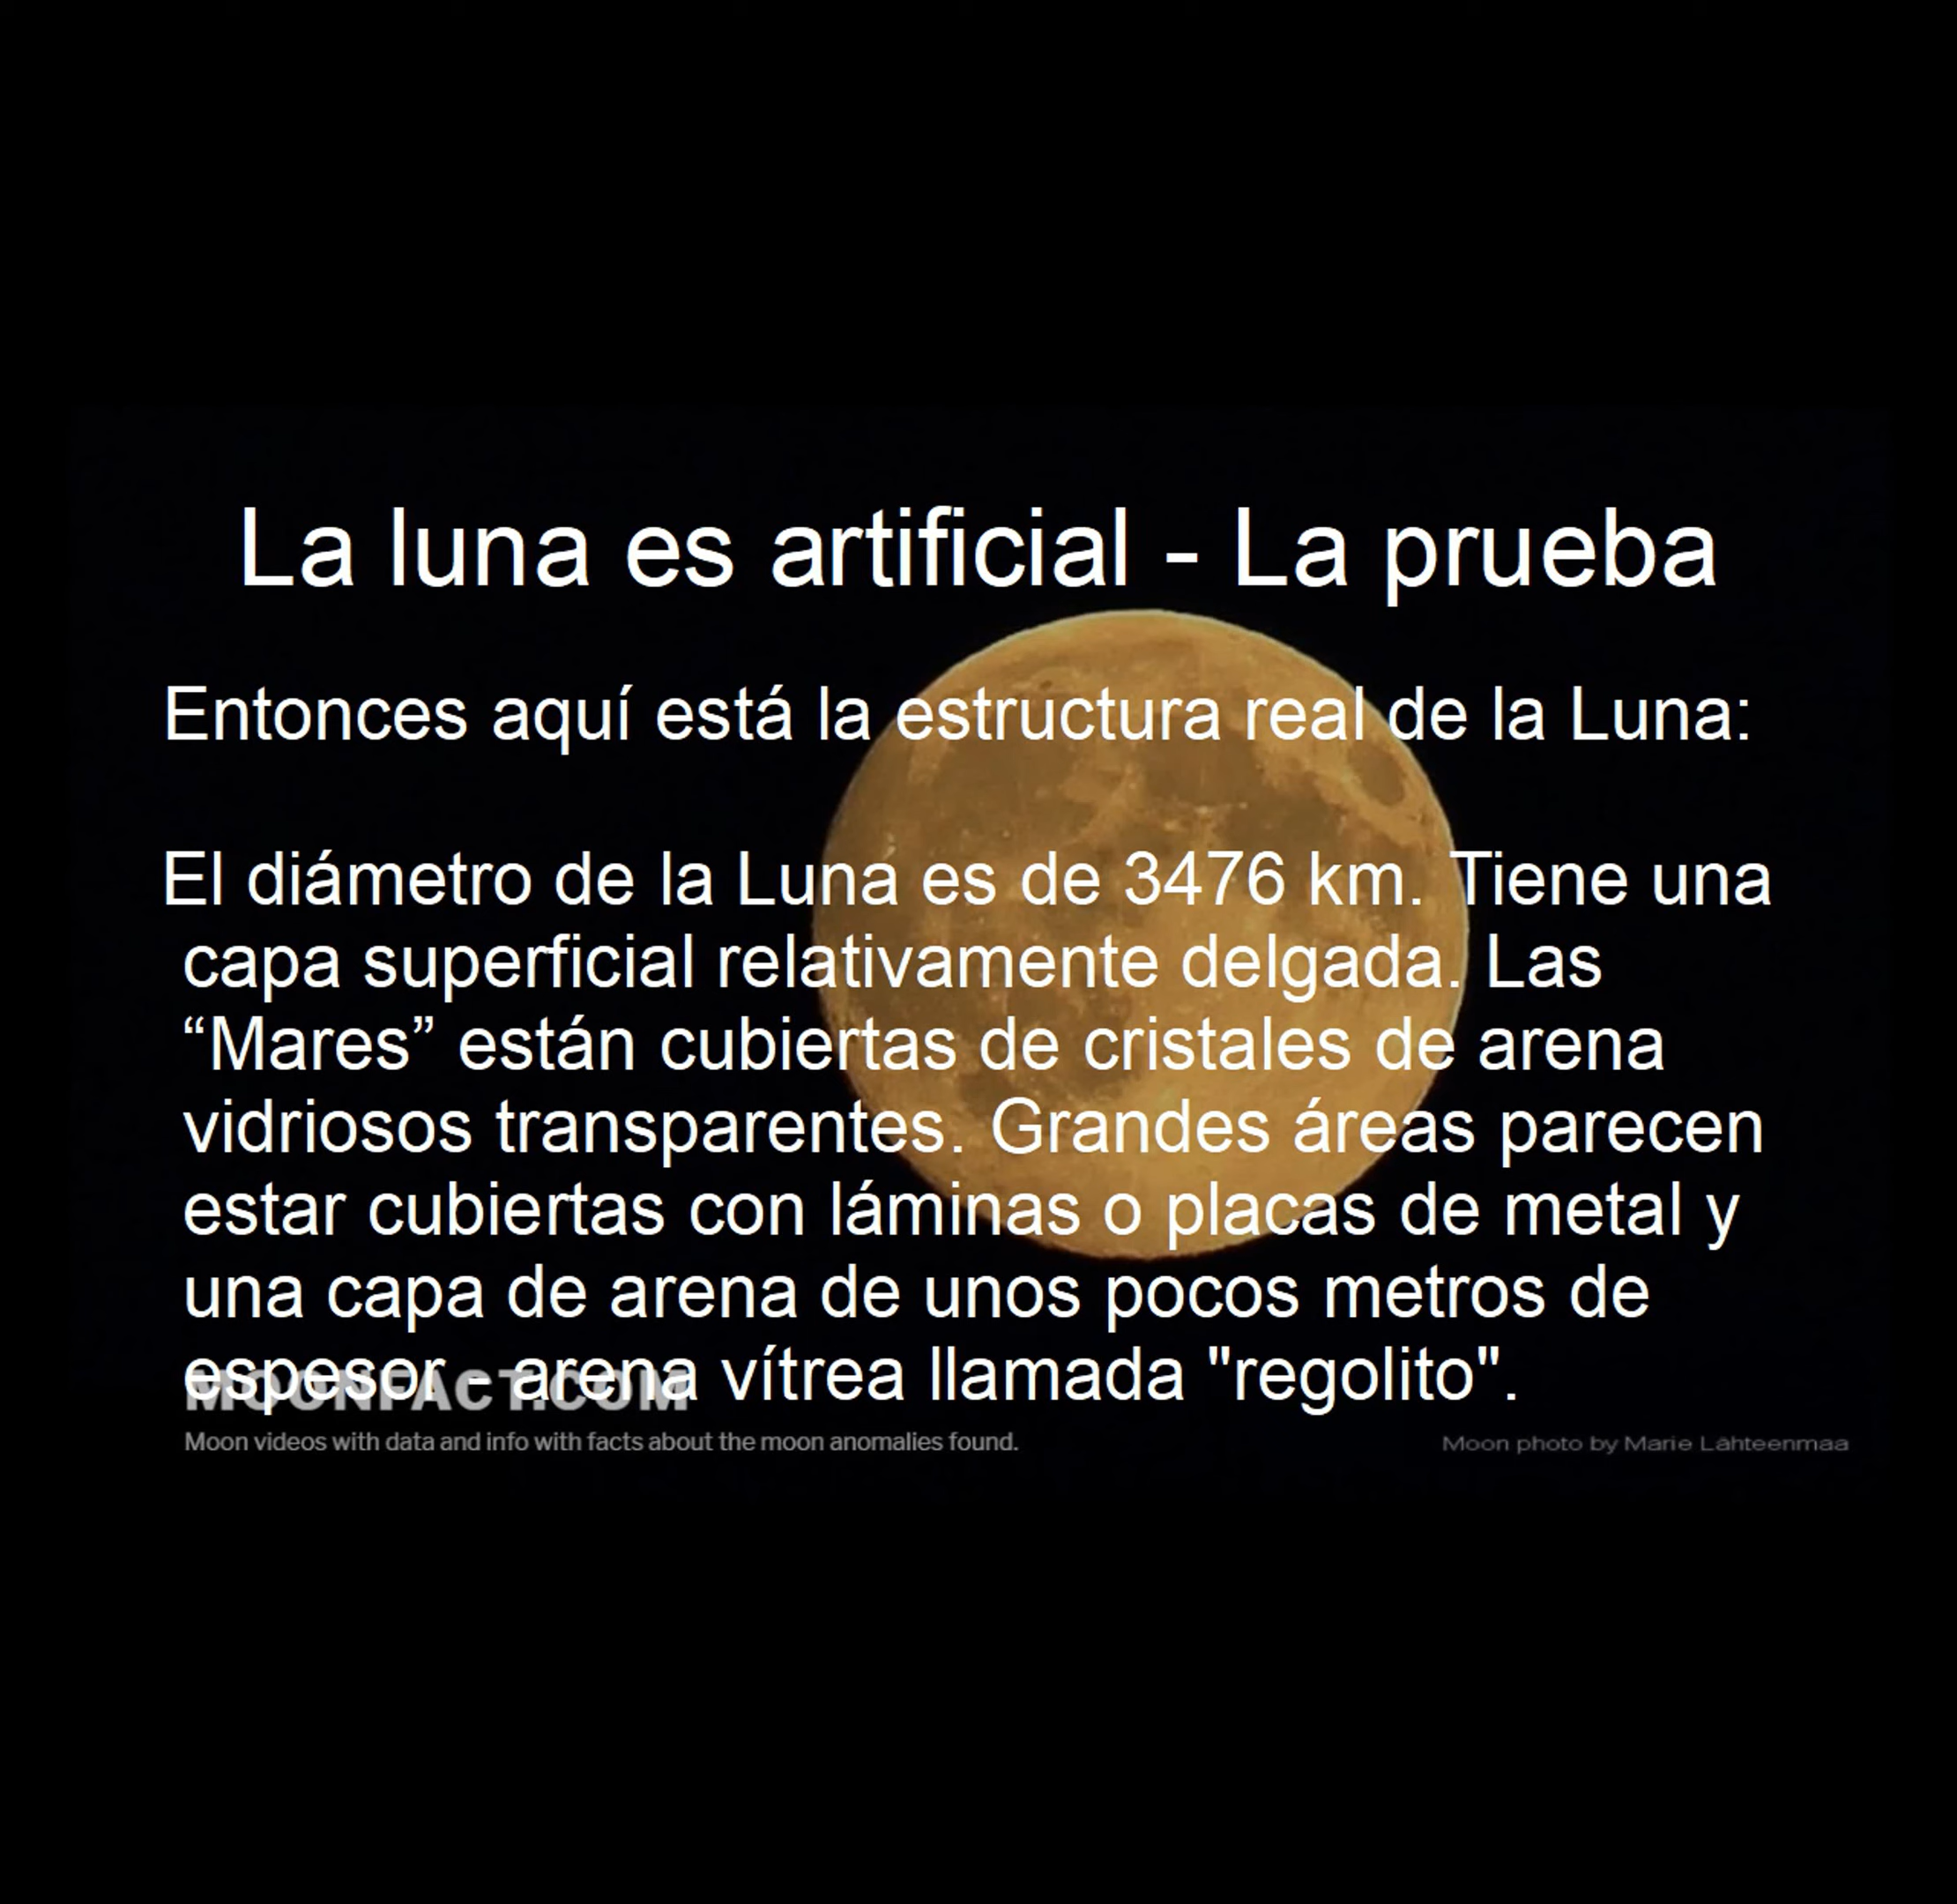 La luna es artificial - La prueba
Entonces aquí está la estructura real de la Luna:
El diámetro de la Luna es de 3476 km. Tiene una
capa superficial relativamente delgada. Las
“Mares” están cubiertas de cristales de arena
vidriosos transparentes. Grandes áreas parecen
estar cubiertas con láminas o placas de metal y
una capa de arena de unos pocos metros de
espesor - arena vítrea llamada "regolito".
MOONFACT.COM
Moon videos with data and info with facts about the moon anomalies found.
Moon photo by Marie Lähteenmaa